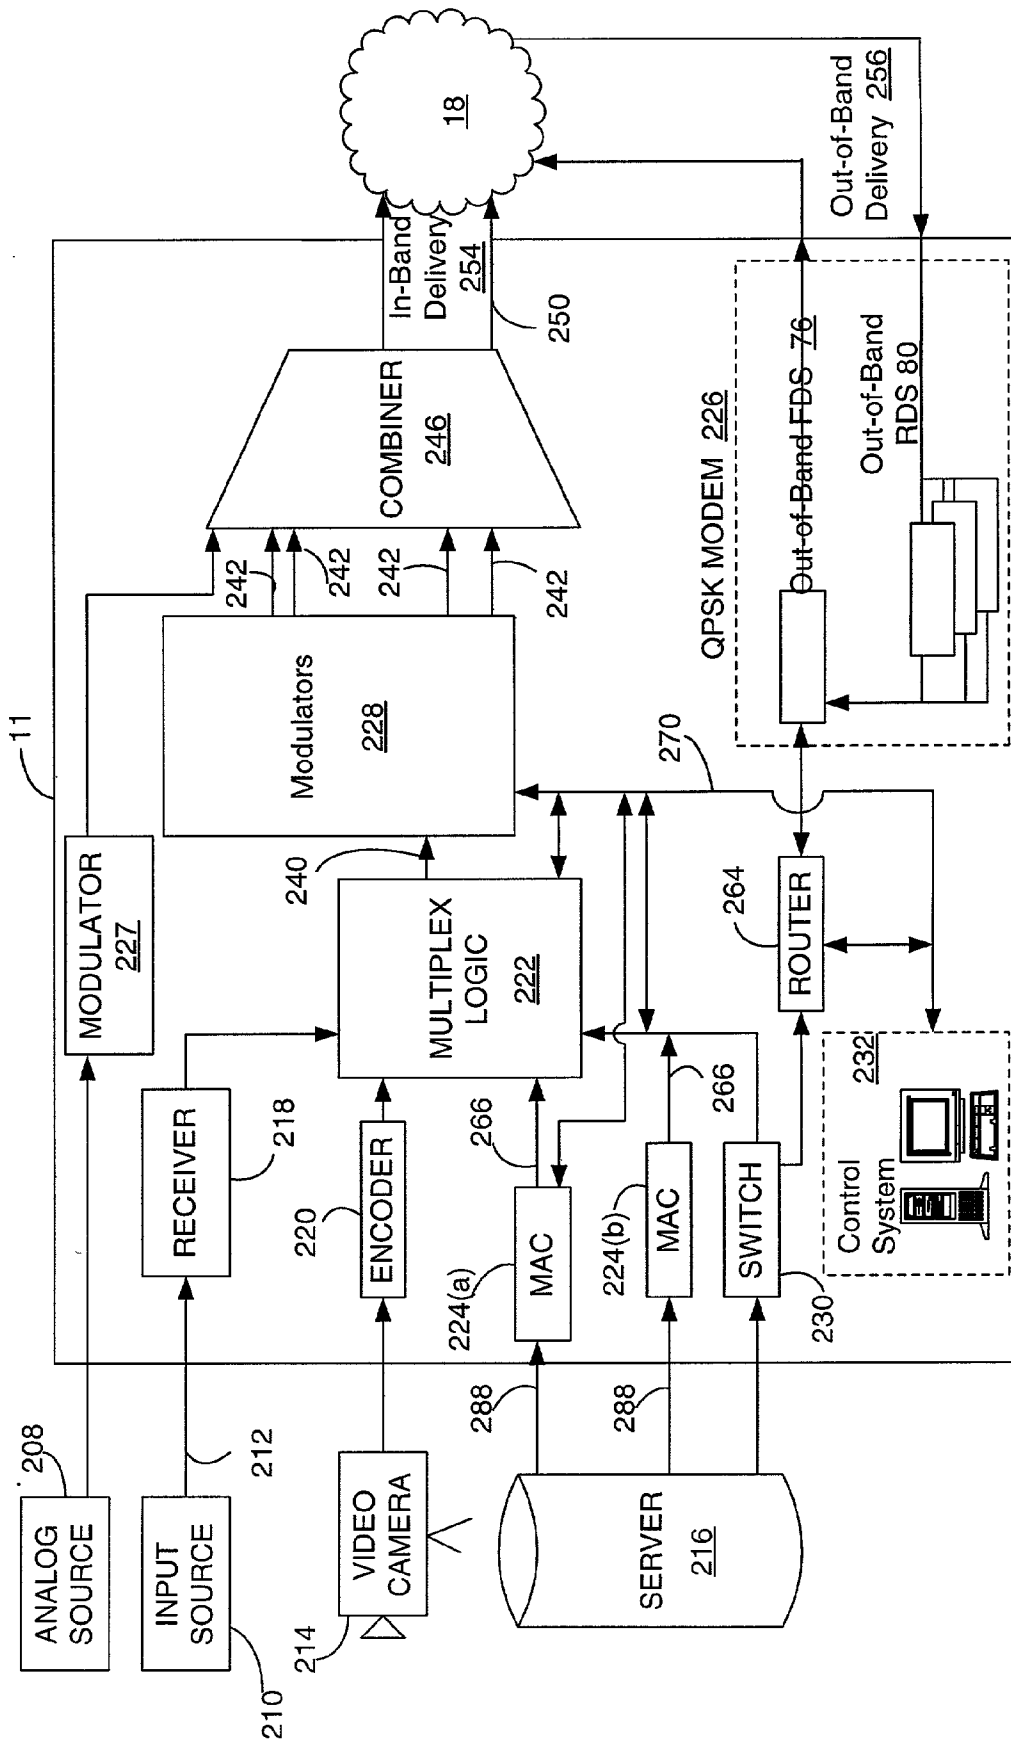 11
ANALOG
SOURCE
208
MODULATOR
227
INPUT
SOURCE
210
212
RECEIVER
218
VIDEO
CAMERA
214
ENCODER
220
MULTIPLEX
LOGIC
222
240
Modulators
228
242
242
242
242
COMBINER
246
In-Band
Delivery
254
250
18
SERVER
216
288
288
MAC
224(a)
266
MAC
224(b)
266
SWITCH
230
ROUTER
264
270
Control
System
232
QPSK MODEM 226
Out-of-Band FDS 76
Out-of-Band
RDS 80
Out-of-Band
Delivery 256